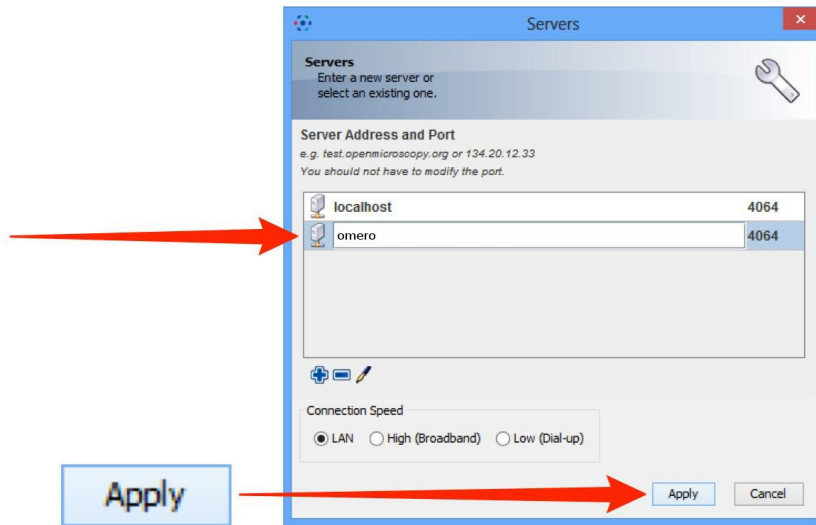 Servers
Servers
Enter a new server or
select an existing one.
Server Address and Port
e.g. test.openmicroscopy.org or 134.20.12.33
You should not have to modify the port.
localhost 4064
omero 4064
Connection Speed
LAN High (Broadband) Low (Dial-up)
Apply Apply Cancel